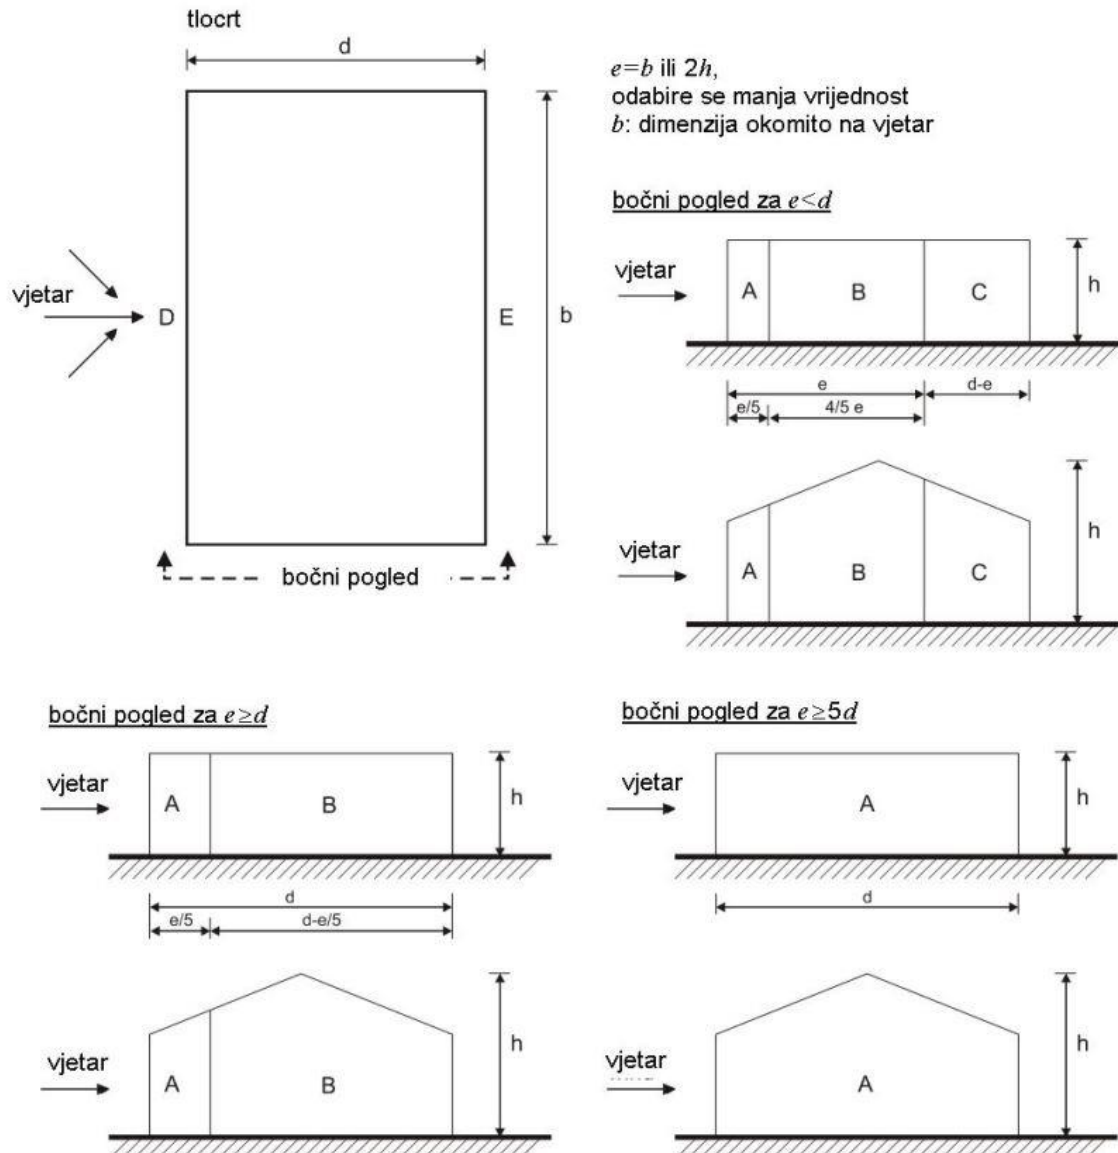 tlocrt
d
e=b ili 2h,
odabire se manja vrijednost
b: dimenzija okomito na vjetar
vjetar
D
E
b
bočni pogled
bočni pogled za e<d
vjetar
A
B
C
h
e
d-e
e/5
4/5 e
vjetar
A
B
C
h
bočni pogled za e≥d
vjetar
A
B
h
d
e/5
d-e/5
vjetar
A
B
h
bočni pogled za e≥5d
vjetar
A
h
d
vjetar
A
h